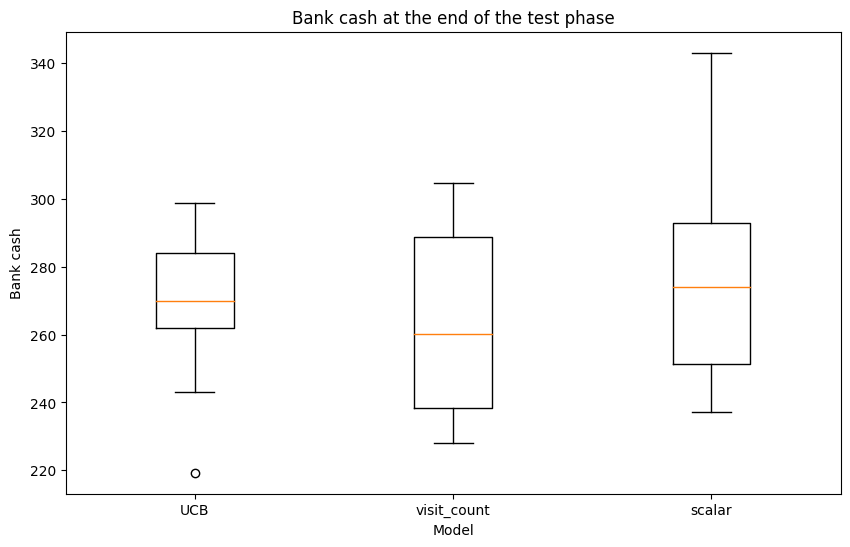 Bank cash at the end of the test phase
Bank cash
340
320
300
280
260
240
220
UCB
visit_count
scalar
Model